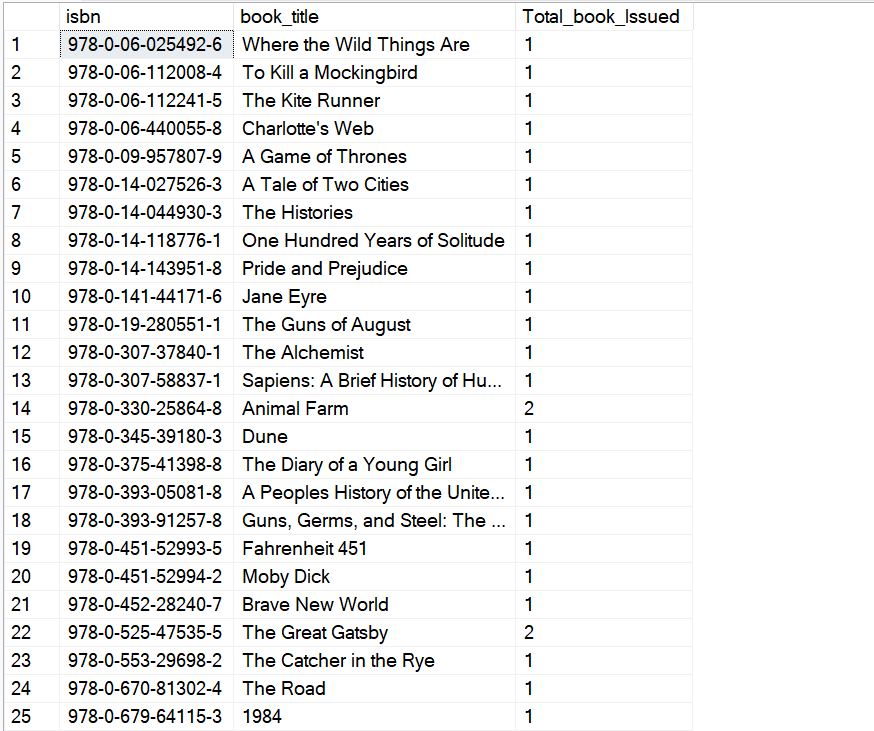 isbn book_title Total_book_Issued
1 978-0-06-025492-6 Where the Wild Things Are 1
2 978-0-06-112008-4 To Kill a Mockingbird 1
3 978-0-06-112241-5 The Kite Runner 1
4 978-0-06-440055-8 Charlotte's Web 1
5 978-0-09-957807-9 A Game of Thrones 1
6 978-0-14-027526-3 A Tale of Two Cities 1
7 978-0-14-044930-3 The Histories 1
8 978-0-14-118776-1 One Hundred Years of Solitude 1
9 978-0-14-143951-8 Pride and Prejudice 1
10 978-0-141-44171-6 Jane Eyre 1
11 978-0-19-280551-1 The Guns of August 1
12 978-0-307-37840-1 The Alchemist 1
13 978-0-307-58837-1 Sapiens: A Brief History of Hu... 1
14 978-0-330-25864-8 Animal Farm 2
15 978-0-345-39180-3 Dune 1
16 978-0-375-41398-8 The Diary of a Young Girl 1
17 978-0-393-05081-8 A Peoples History of the Unite... 1
18 978-0-393-91257-8 Guns, Germs, and Steel: The ... 1
19 978-0-451-52993-5 Fahrenheit 451 1
20 978-0-451-52994-2 Moby Dick 1
21 978-0-452-28240-7 Brave New World 1
22 978-0-525-47535-5 The Great Gatsby 2
23 978-0-553-29698-2 The Catcher in the Rye 1
24 978-0-670-81302-4 The Road 1
25 978-0-679-64115-3 1984 1